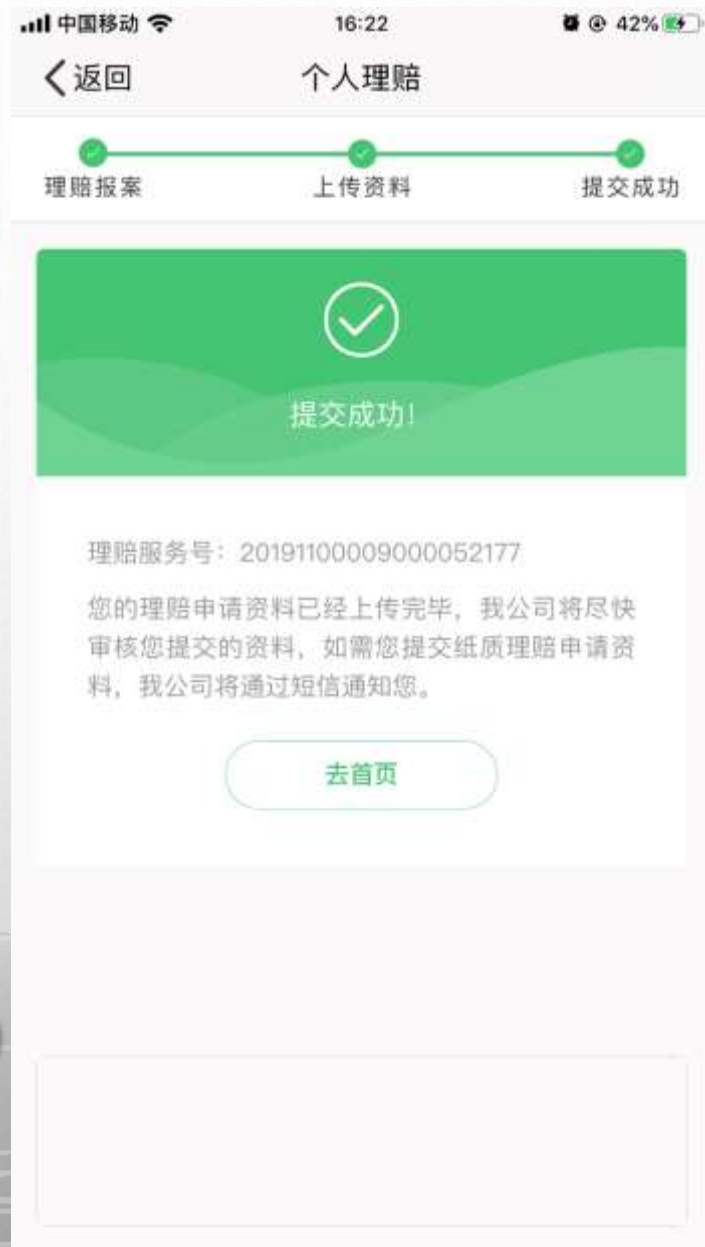 中国移动 16:22 42%
返回 个人理赔
理赔报案 上传资料 提交成功
提交成功!
理赔服务号：20191100009000052177
您的理赔申请资料已经上传完毕，我公司将尽快
审核您提交的资料，如需您提交纸质理赔申请资
料，我公司将通过短信通知您。
去首页